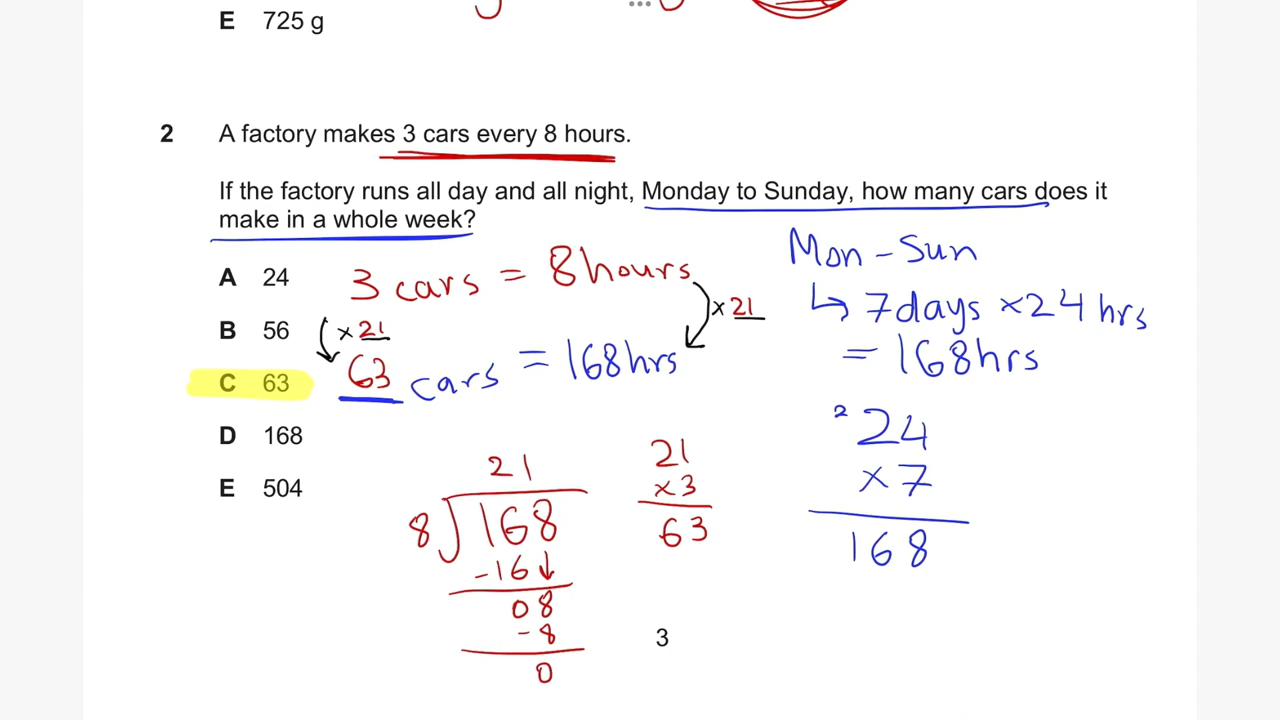 E 725 g
2 A factory makes 3 cars every 8 hours.
If the factory runs all day and all night, Monday to Sunday, how many cars does it
make in a whole week?
A 24
B 56
C 63
D 168
E 504
3 cars = 8 hours
×21
×21
63 cars = 168 hrs
Mon - Sun
↳ 7 days × 24 hrs
= 168 hrs
2 24
× 7
168
21
8 168
-16↓
08
-8
0
21
×3
63
3